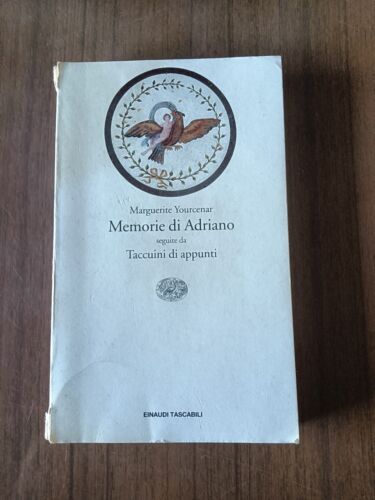 Marguerite Yourcenar
Memorie di Adriano
seguite da
Taccuini di appunti
EINAUDI TASCABILI